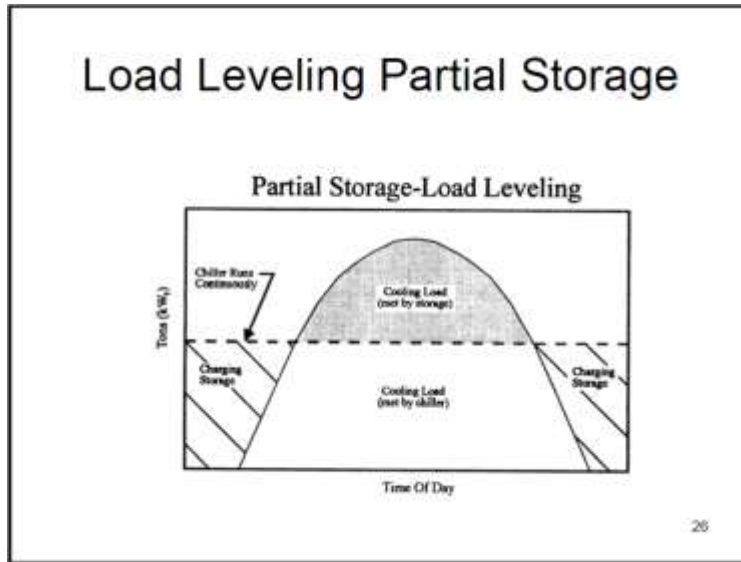 Load Leveling Partial Storage
Partial Storage-Load Leveling
Chiller Runs
Continuously
Cooling Load
(met by storage)
Tons (kWt)
Charging
Storage
Charging
Storage
Cooling Load
(met by chiller)
Time Of Day
26